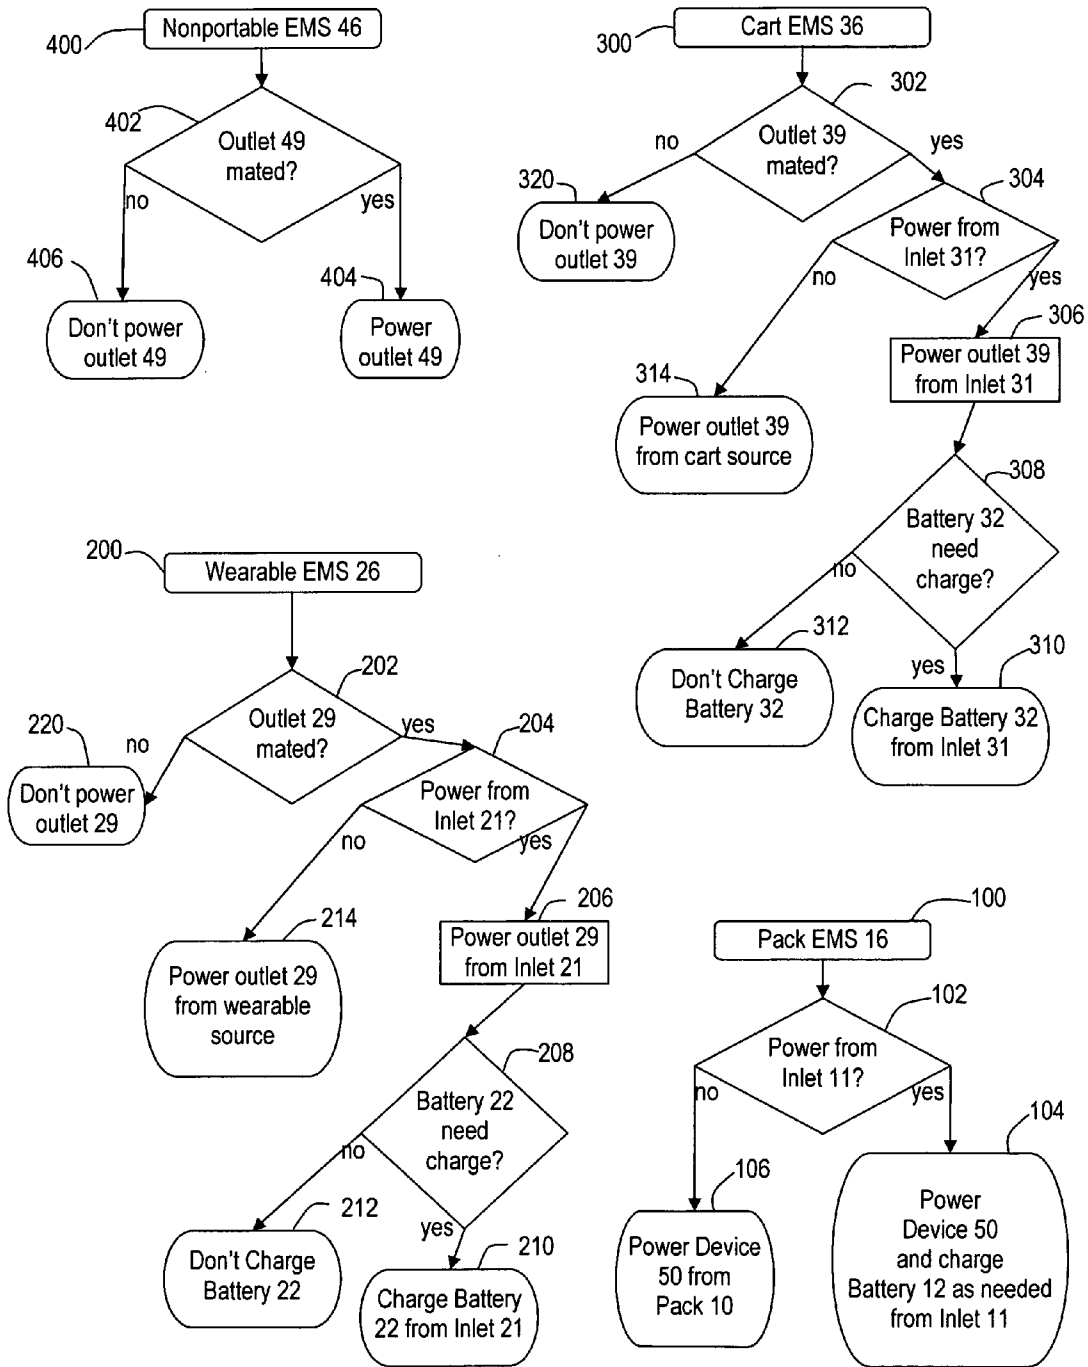 Nonportable EMS 46
400
402
Outlet 49
mated?
no
yes
406
404
Don't power
outlet 49
Power
outlet 49
Cart EMS 36
300
302
Outlet 39
mated?
no
yes
320
304
Don't power
outlet 39
Power from
Inlet 31?
no
yes
306
Power outlet 39
from Inlet 31
314
Power outlet 39
from cart source
308
Battery 32
need
charge?
no
312
yes
310
Don't Charge
Battery 32
Charge Battery 32
from Inlet 31
200
Wearable EMS 26
202
Outlet 29
mated?
no
yes
220
204
Don't power
outlet 29
Power from
Inlet 21?
no
yes
206
214
Power outlet 29
from Inlet 21
Power outlet 29
from wearable
source
208
Battery 22
need
charge?
no
212
yes
210
Don't Charge
Battery 22
Charge Battery
22 from Inlet 21
100
Pack EMS 16
102
Power from
Inlet 11?
no
yes
104
106
Power Device
50 from
Pack 10
Power
Device 50
and charge
Battery 12 as needed
from Inlet 11